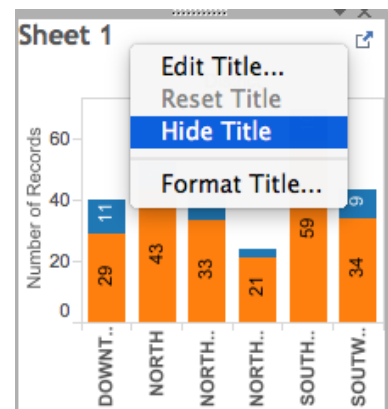 Sheet 1
Edit Title...
Reset Title
Hide Title
Format Title...
Number of Records
60
40
20
0
11
9
29
43
33
21
59
34
DOWNT..
NORTH
NORTH..
NORTH..
SOUTH..
SOUTW..